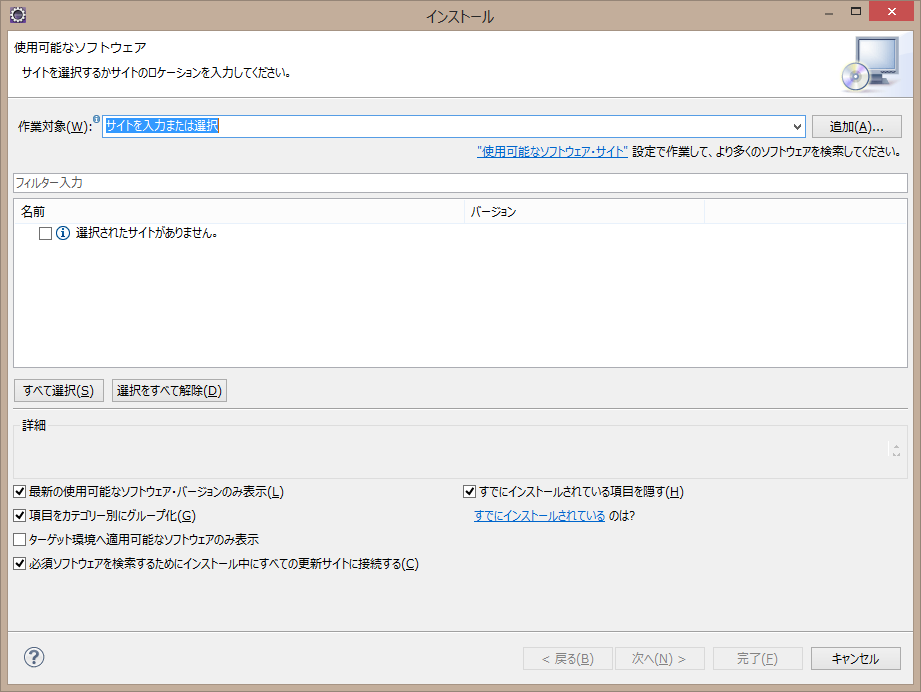 インストール
使用可能なソフトウェア
サイトを選択するかサイトのロケーションを入力してください。
作業対象(W): サイトを入力または選択 追加(A)...
"使用可能なソフトウェア・サイト" 設定で作業して、より多くのソフトウェアを検索してください。
フィルター入力
名前 バージョン
選択されたサイトがありません。
すべて選択(S) 選択をすべて解除(D)
詳細
最新の使用可能なソフトウェア・バージョンのみ表示(L) すでにインストールされている項目を隠す(H)
項目をカテゴリー別にグループ化(G) すでにインストールされている のは?
ターゲット環境へ適用可能なソフトウェアのみ表示
必須ソフトウェアを検索するためにインストール中にすべての更新サイトに接続する(C)
< 戻る(B) 次へ(N) > 完了(F) キャンセル